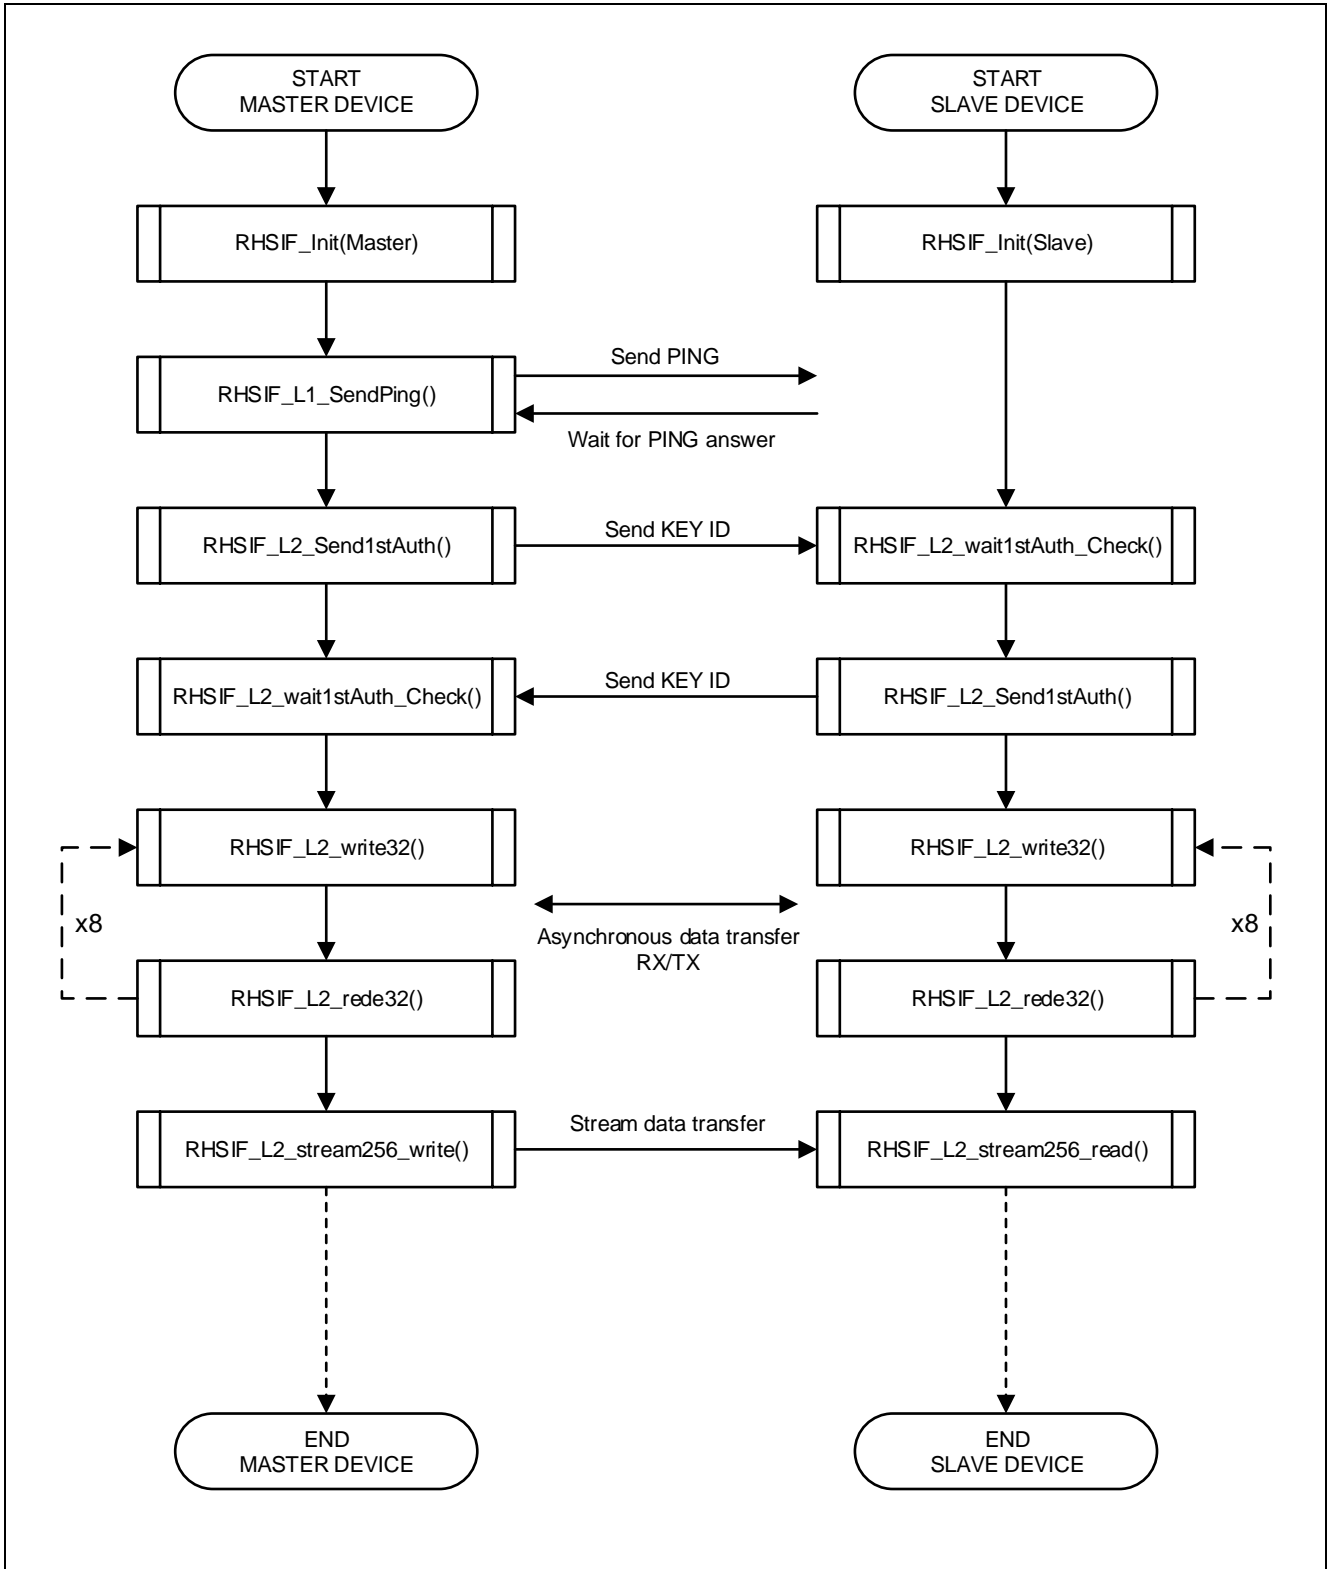 START
MASTER DEVICE
START
SLAVE DEVICE
RHSIF_Init(Master)
RHSIF_Init(Slave)
RHSIF_L1_SendPing()
Send PING
Wait for PING answer
RHSIF_L2_Send1stAuth()
Send KEY ID
RHSIF_L2_wait1stAuth_Check()
RHSIF_L2_wait1stAuth_Check()
Send KEY ID
RHSIF_L2_Send1stAuth()
RHSIF_L2_write32()
RHSIF_L2_write32()
x8
Asynchronous data transfer
RX/TX
x8
RHSIF_L2_rede32()
RHSIF_L2_rede32()
RHSIF_L2_stream256_write()
Stream data transfer
RHSIF_L2_stream256_read()
END
MASTER DEVICE
END
SLAVE DEVICE